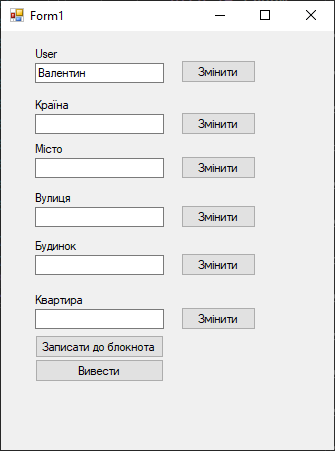 Form1
User
Валентин
Змінити
Країна
Змінити
Місто
Змінити
Вулиця
Змінити
Будинок
Змінити
Квартира
Змінити
Записати до блокнота
Вивести